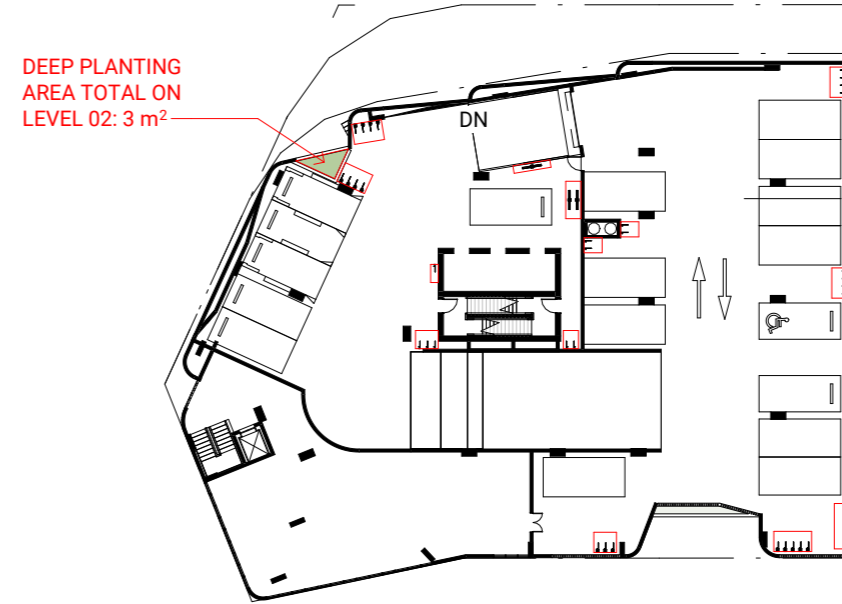 DEEP PLANTING
AREA TOTAL ON
LEVEL 02: 3 m²
DN